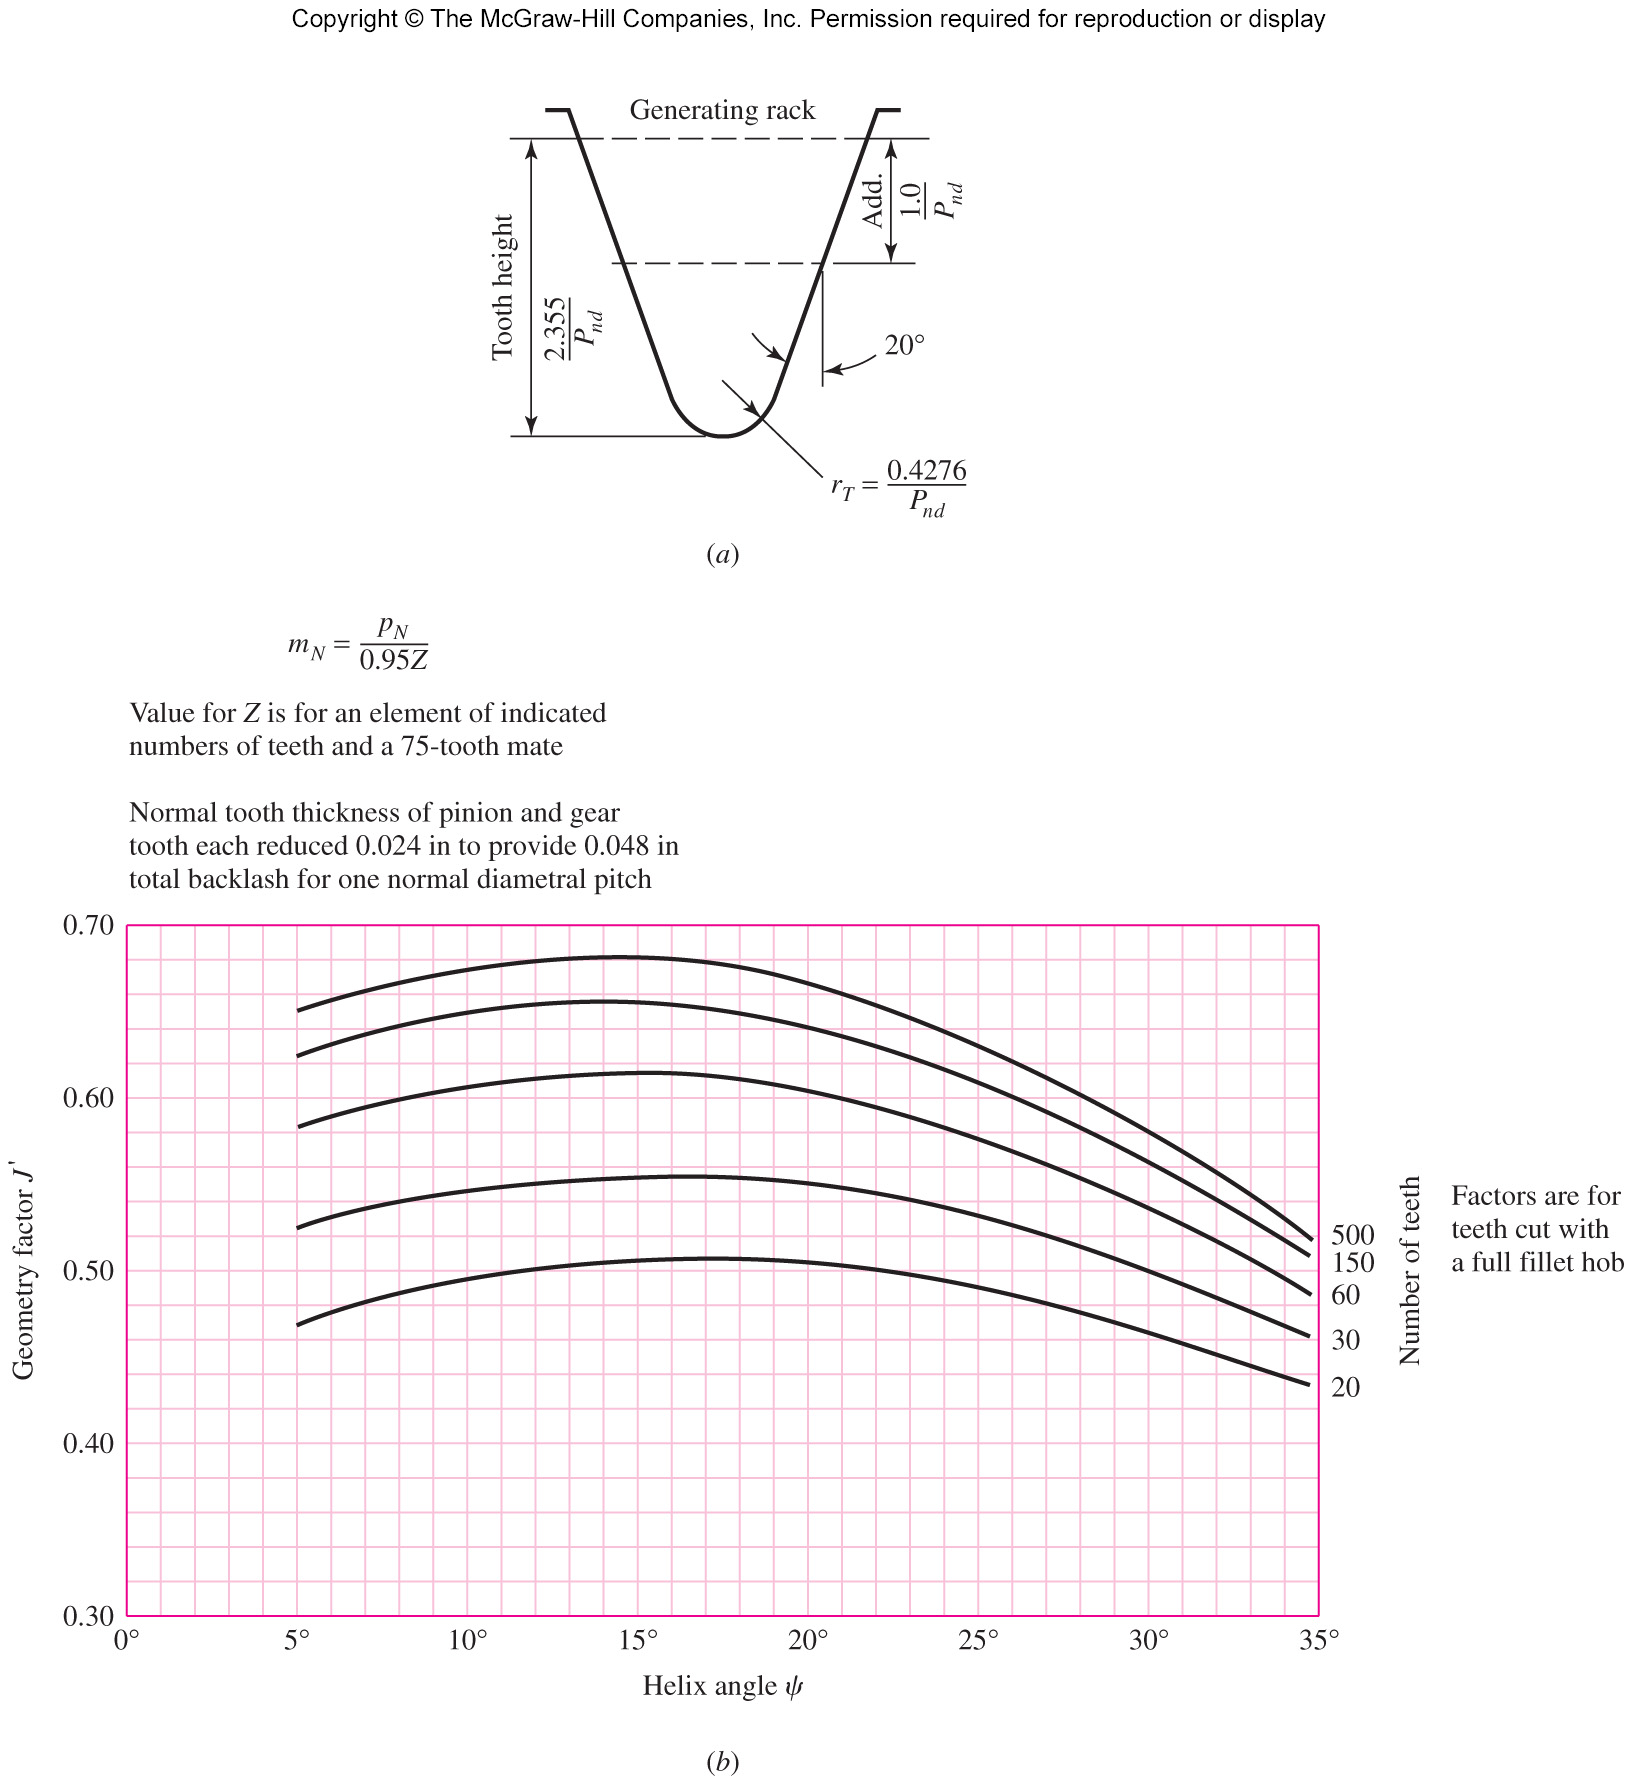 Copyright © The McGraw-Hill Companies, Inc. Permission required for reproduction or display
Generating rack
Tooth height
2.355
P_nd
Add.
1.0
P_nd
20°
r_T = 0.4276
P_nd
(a)
m_N = p_N
0.95Z
Value for Z is for an element of indicated
numbers of teeth and a 75-tooth mate
Normal tooth thickness of pinion and gear
tooth each reduced 0.024 in to provide 0.048 in
total backlash for one normal diametral pitch
0.70
0.60
0.50
0.40
0.30
Geometry factor J'
0°
5°
10°
15°
20°
25°
30°
35°
Helix angle ψ
500
150
60
30
20
Number of teeth
Factors are for
teeth cut with
a full fillet hob
(b)